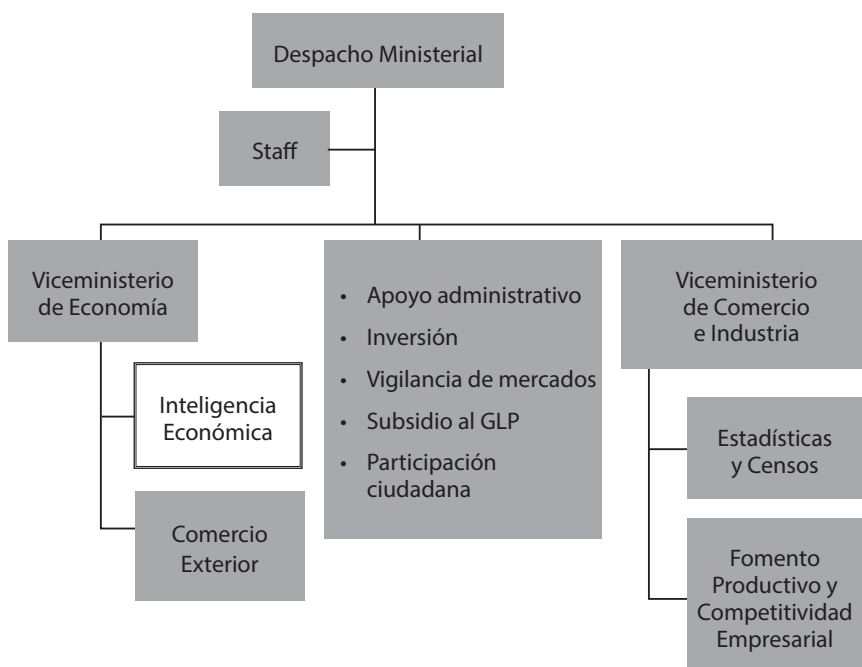 Despacho Ministerial
Staff
Viceministerio
de Economía
Inteligencia
Económica
Comercio
Exterior
• Apoyo administrativo
• Inversión
• Vigilancia de mercados
• Subsidio al GLP
• Participación
ciudadana
Viceministerio
de Comercio
e Industria
Estadísticas
y Censos
Fomento
Productivo y
Competitividad
Empresarial